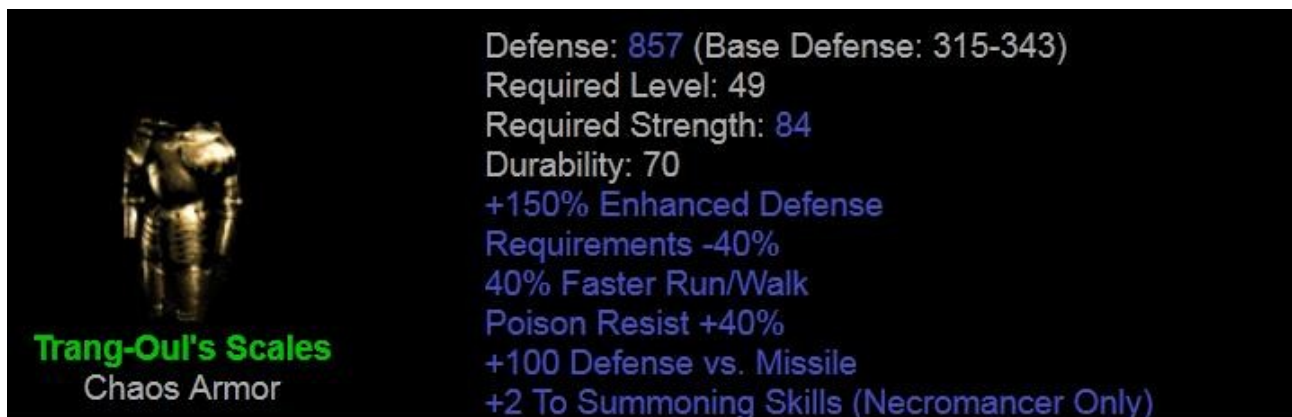 Defense: 857 (Base Defense: 315-343)
Required Level: 49
Required Strength: 84
Durability: 70
+150% Enhanced Defense
Requirements -40%
40% Faster Run/Walk
Poison Resist +40%
+100 Defense vs. Missile
+2 To Summoning Skills (Necromancer Only)
Trang-Oul's Scales
Chaos Armor